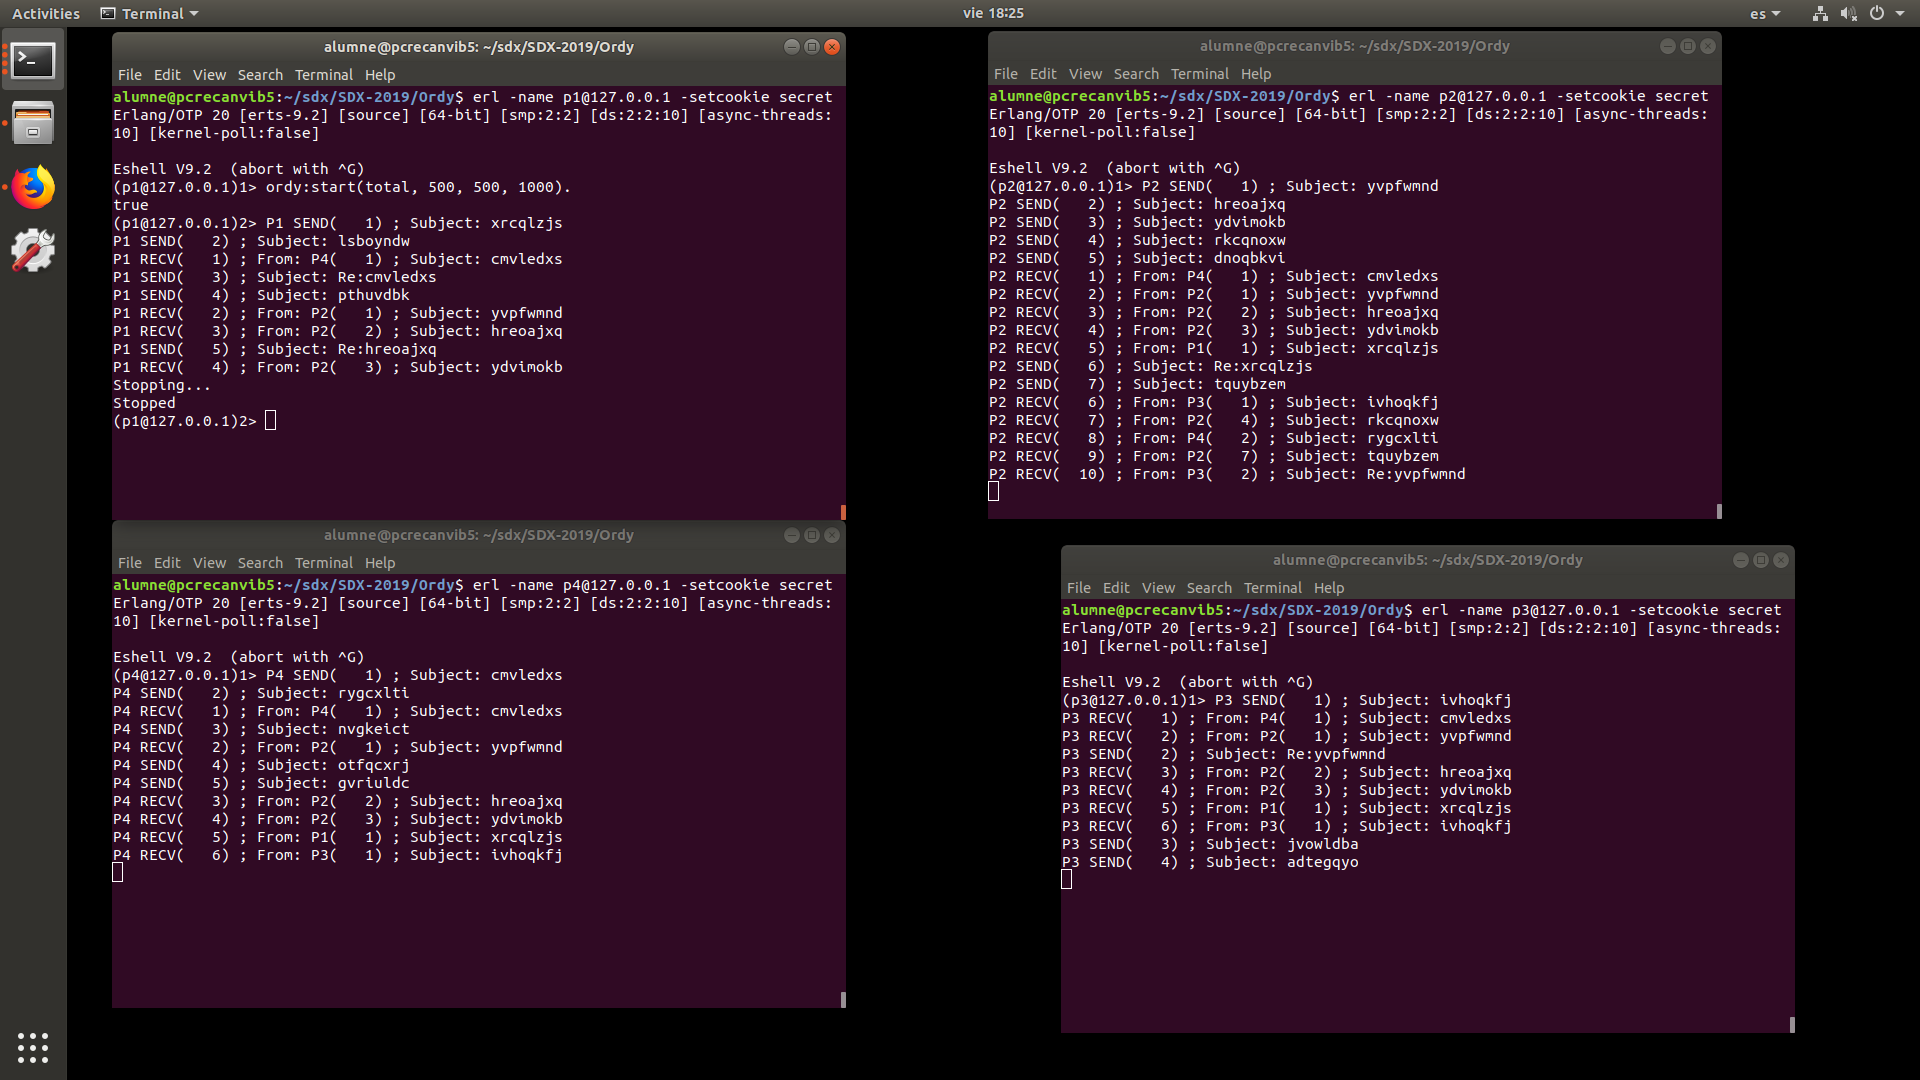 Activities Terminal vie 18:25 es
alumne@pcrecanvib5: ~/sdx/SDX-2019/Ordy
File Edit View Search Terminal Help
alumne@pcrecanvib5:~/sdx/SDX-2019/Ordy$ erl -name p1@127.0.0.1 -setcookie secret
Erlang/OTP 20 [erts-9.2] [source] [64-bit] [smp:2:2] [ds:2:2:10] [async-threads:
10] [kernel-poll:false]
Eshell V9.2  (abort with ^G)
(p1@127.0.0.1)1> ordy:start(total, 500, 500, 1000).
true
(p1@127.0.0.1)2> P1 SEND(   1) ; Subject: xrcqlzjs
P1 SEND(   2) ; Subject: lsboyndw
P1 RECV(   1) ; From: P4(   1) ; Subject: cmvledxs
P1 SEND(   3) ; Subject: Re:cmvledxs
P1 SEND(   4) ; Subject: pthuvdbk
P1 RECV(   2) ; From: P2(   1) ; Subject: yvpfwmnd
P1 RECV(   3) ; From: P2(   2) ; Subject: hreoajxq
P1 SEND(   5) ; Subject: Re:hreoajxq
P1 RECV(   4) ; From: P2(   3) ; Subject: ydvimokb
Stopping...
Stopped
(p1@127.0.0.1)2>
alumne@pcrecanvib5: ~/sdx/SDX-2019/Ordy
File Edit View Search Terminal Help
alumne@pcrecanvib5:~/sdx/SDX-2019/Ordy$ erl -name p2@127.0.0.1 -setcookie secret
Erlang/OTP 20 [erts-9.2] [source] [64-bit] [smp:2:2] [ds:2:2:10] [async-threads:
10] [kernel-poll:false]
Eshell V9.2  (abort with ^G)
(p2@127.0.0.1)1> P2 SEND(   1) ; Subject: yvpfwmnd
P2 SEND(   2) ; Subject: hreoajxq
P2 SEND(   3) ; Subject: ydvimokb
P2 SEND(   4) ; Subject: rkcqnoxw
P2 SEND(   5) ; Subject: dnoqbkvi
P2 RECV(   1) ; From: P4(   1) ; Subject: cmvledxs
P2 RECV(   2) ; From: P2(   1) ; Subject: yvpfwmnd
P2 RECV(   3) ; From: P2(   2) ; Subject: hreoajxq
P2 RECV(   4) ; From: P2(   3) ; Subject: ydvimokb
P2 RECV(   5) ; From: P1(   1) ; Subject: xrcqlzjs
P2 SEND(   6) ; Subject: Re:xrcqlzjs
P2 SEND(   7) ; Subject: tquybzem
P2 RECV(   6) ; From: P3(   1) ; Subject: ivhoqkfj
P2 RECV(   7) ; From: P2(   4) ; Subject: rkcqnoxw
P2 RECV(   8) ; From: P4(   2) ; Subject: rygcxlti
P2 RECV(   9) ; From: P2(   7) ; Subject: tquybzem
P2 RECV(  10) ; From: P3(   2) ; Subject: Re:yvpfwmnd
alumne@pcrecanvib5: ~/sdx/SDX-2019/Ordy
File Edit View Search Terminal Help
alumne@pcrecanvib5:~/sdx/SDX-2019/Ordy$ erl -name p4@127.0.0.1 -setcookie secret
Erlang/OTP 20 [erts-9.2] [source] [64-bit] [smp:2:2] [ds:2:2:10] [async-threads:
10] [kernel-poll:false]
Eshell V9.2  (abort with ^G)
(p4@127.0.0.1)1> P4 SEND(   1) ; Subject: cmvledxs
P4 SEND(   2) ; Subject: rygcxlti
P4 RECV(   1) ; From: P4(   1) ; Subject: cmvledxs
P4 SEND(   3) ; Subject: nvgkeict
P4 RECV(   2) ; From: P2(   1) ; Subject: yvpfwmnd
P4 SEND(   4) ; Subject: otfqcxrj
P4 SEND(   5) ; Subject: gvriuldc
P4 RECV(   3) ; From: P2(   2) ; Subject: hreoajxq
P4 RECV(   4) ; From: P2(   3) ; Subject: ydvimokb
P4 RECV(   5) ; From: P1(   1) ; Subject: xrcqlzjs
P4 RECV(   6) ; From: P3(   1) ; Subject: ivhoqkfj
alumne@pcrecanvib5: ~/sdx/SDX-2019/Ordy
File Edit View Search Terminal Help
alumne@pcrecanvib5:~/sdx/SDX-2019/Ordy$ erl -name p3@127.0.0.1 -setcookie secret
Erlang/OTP 20 [erts-9.2] [source] [64-bit] [smp:2:2] [ds:2:2:10] [async-threads:
10] [kernel-poll:false]
Eshell V9.2  (abort with ^G)
(p3@127.0.0.1)1> P3 SEND(   1) ; Subject: ivhoqkfj
P3 RECV(   1) ; From: P4(   1) ; Subject: cmvledxs
P3 RECV(   2) ; From: P2(   1) ; Subject: yvpfwmnd
P3 SEND(   2) ; Subject: Re:yvpfwmnd
P3 RECV(   3) ; From: P2(   2) ; Subject: hreoajxq
P3 RECV(   4) ; From: P2(   3) ; Subject: ydvimokb
P3 RECV(   5) ; From: P1(   1) ; Subject: xrcqlzjs
P3 RECV(   6) ; From: P3(   1) ; Subject: ivhoqkfj
P3 SEND(   3) ; Subject: jvowldba
P3 SEND(   4) ; Subject: adtegqyo